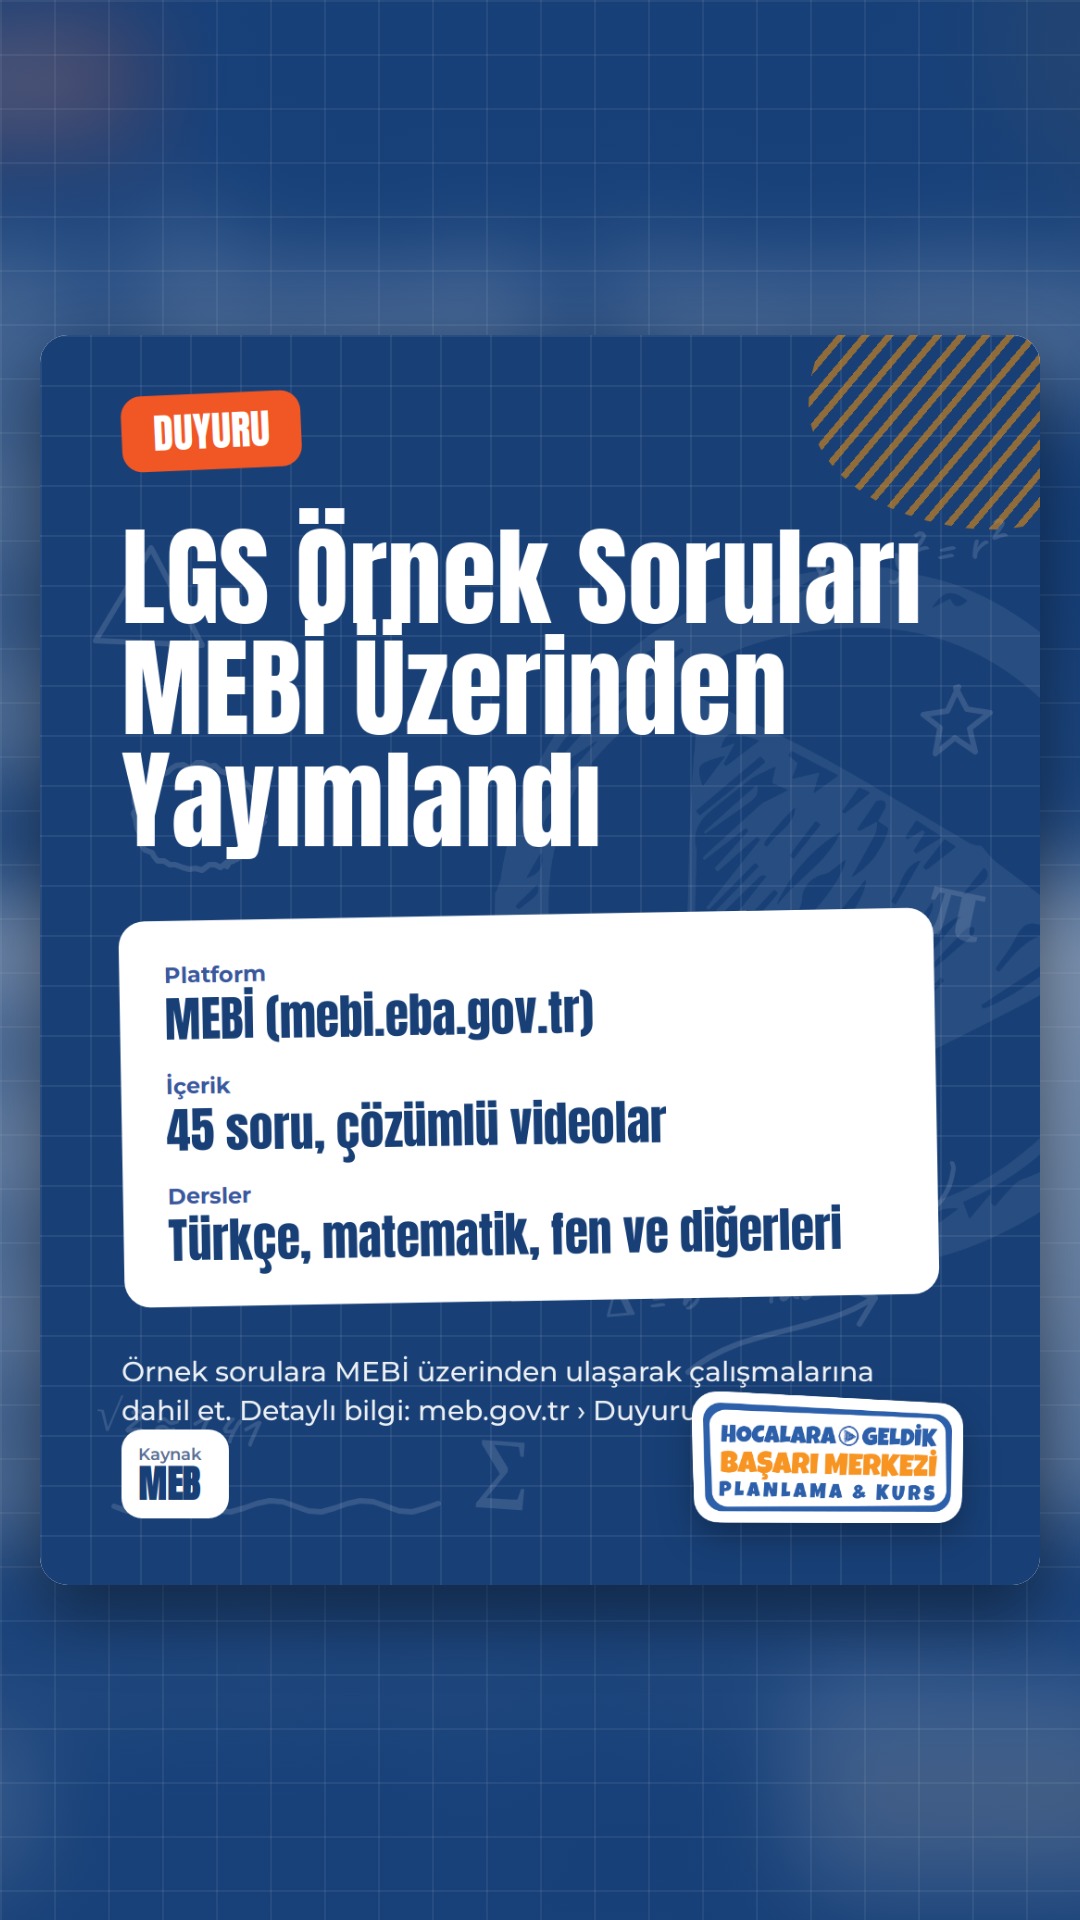 DUYURU
LGS Örnek Soruları
MEBİ Üzerinden
Yayımlandı
Platform
MEBİ (mebi.eba.gov.tr)
İçerik
45 soru, çözümlü videolar
Dersler
Türkçe, matematik, fen ve diğerleri
Örnek sorulara MEBİ üzerinden ulaşarak çalışmalarına
dahil et. Detaylı bilgi: meb.gov.tr ›
Kaynak
MEB
HOCALARA GELDİK
BAŞARI MERKEZİ
PLANLAMA & KURS
π
Σ